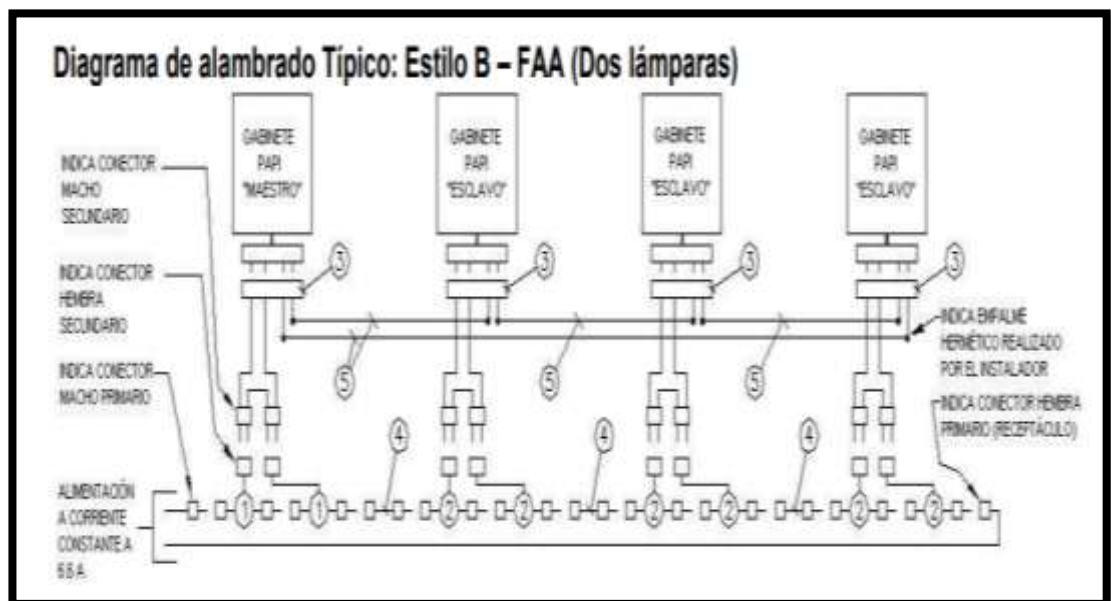 Diagrama de alambrado Típico: Estilo B – FAA (Dos lámparas)
GABINETE
PAPI
"MAESTRO"
GABINETE
PAPI
"ESCLAVO"
GABINETE
PAPI
"ESCLAVO"
GABINETE
PAPI
"ESCLAVO"
INDICA CONECTOR
MACHO
SECUNDARIO
3
3
3
3
INDICA CONECTOR
HEMBRA
SECUNDARIO
INDICA EMPALME
HERMÉTICO REALIZADO
POR EL INSTALADOR
5
5
5
INDICA CONECTOR
MACHO PRIMARIO
INDICA CONECTOR HEMBRA
PRIMARIO (RECEPTÁCULO)
4
4
4
ALIMENTACIÓN
A CORRIENTE
CONSTANTE A
6.6 A.
1
1
2
2
2
2
2
2